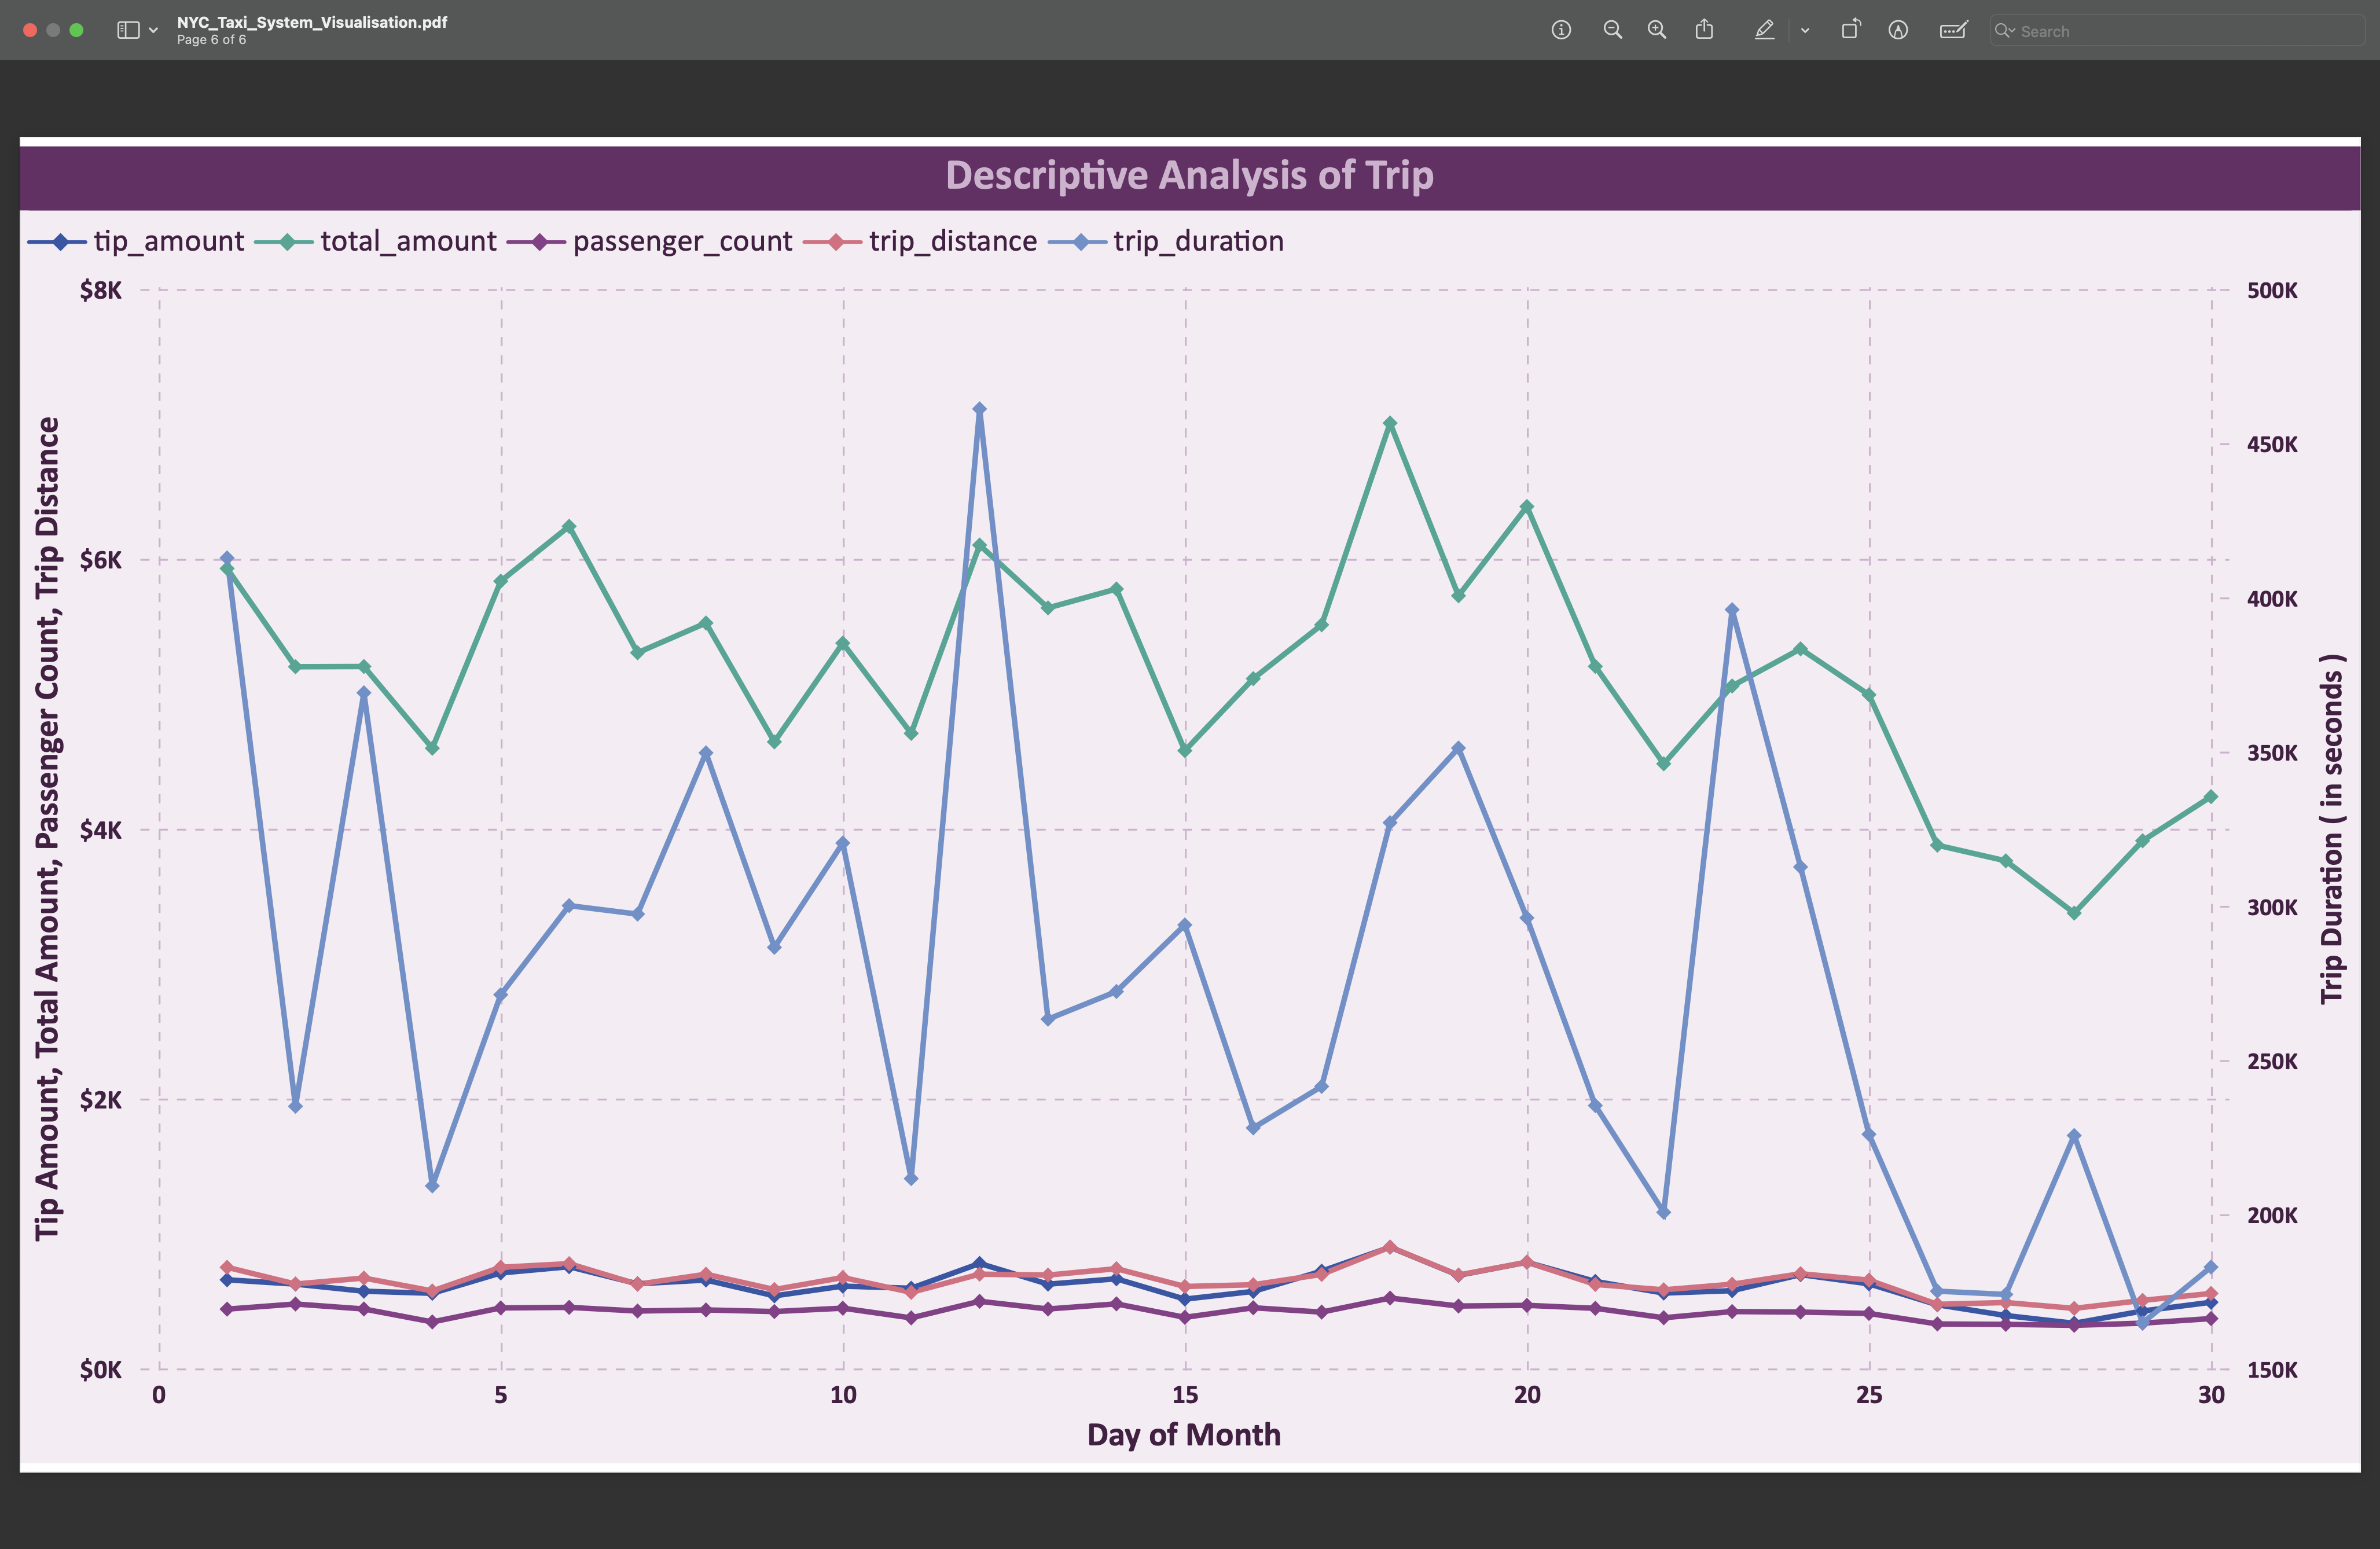 NYC_Taxi_System_Visualisation.pdf
Page 6 of 6
Search
Descriptive Analysis of Trip
tip_amount total_amount passenger_count trip_distance trip_duration
Tip Amount, Total Amount, Passenger Count, Trip Distance
$8K
$6K
$4K
$2K
$0K
500K
450K
400K
350K
300K
250K
200K
150K
Trip Duration ( in seconds )
0 5 10 15 20 25 30
Day of Month